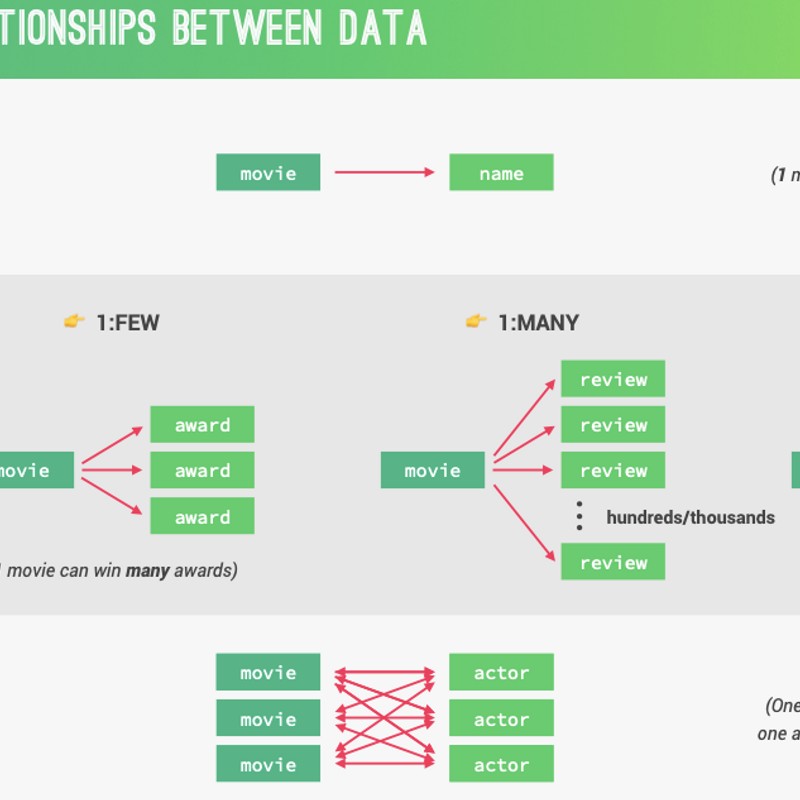 TIONSHIPS BETWEEN DATA
movie
name
(1 m
👉 1:FEW
👉 1:MANY
movie
award
award
award
movie
review
review
review
hundreds/thousands
review
movie can win many awards)
movie
actor
(One
movie
actor
one a
movie
actor